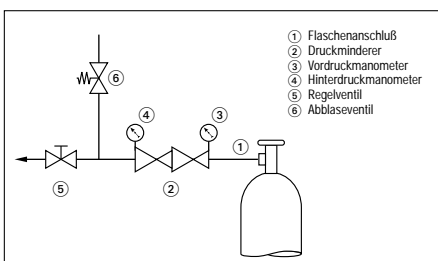 ① Flaschenanschluß
② Druckminderer
③ Vordruckmanometer
④ Hinterdruckmanometer
⑤ Regelventil
⑥ Abblaseventil
⑥
④ ③
①
⑤ ②